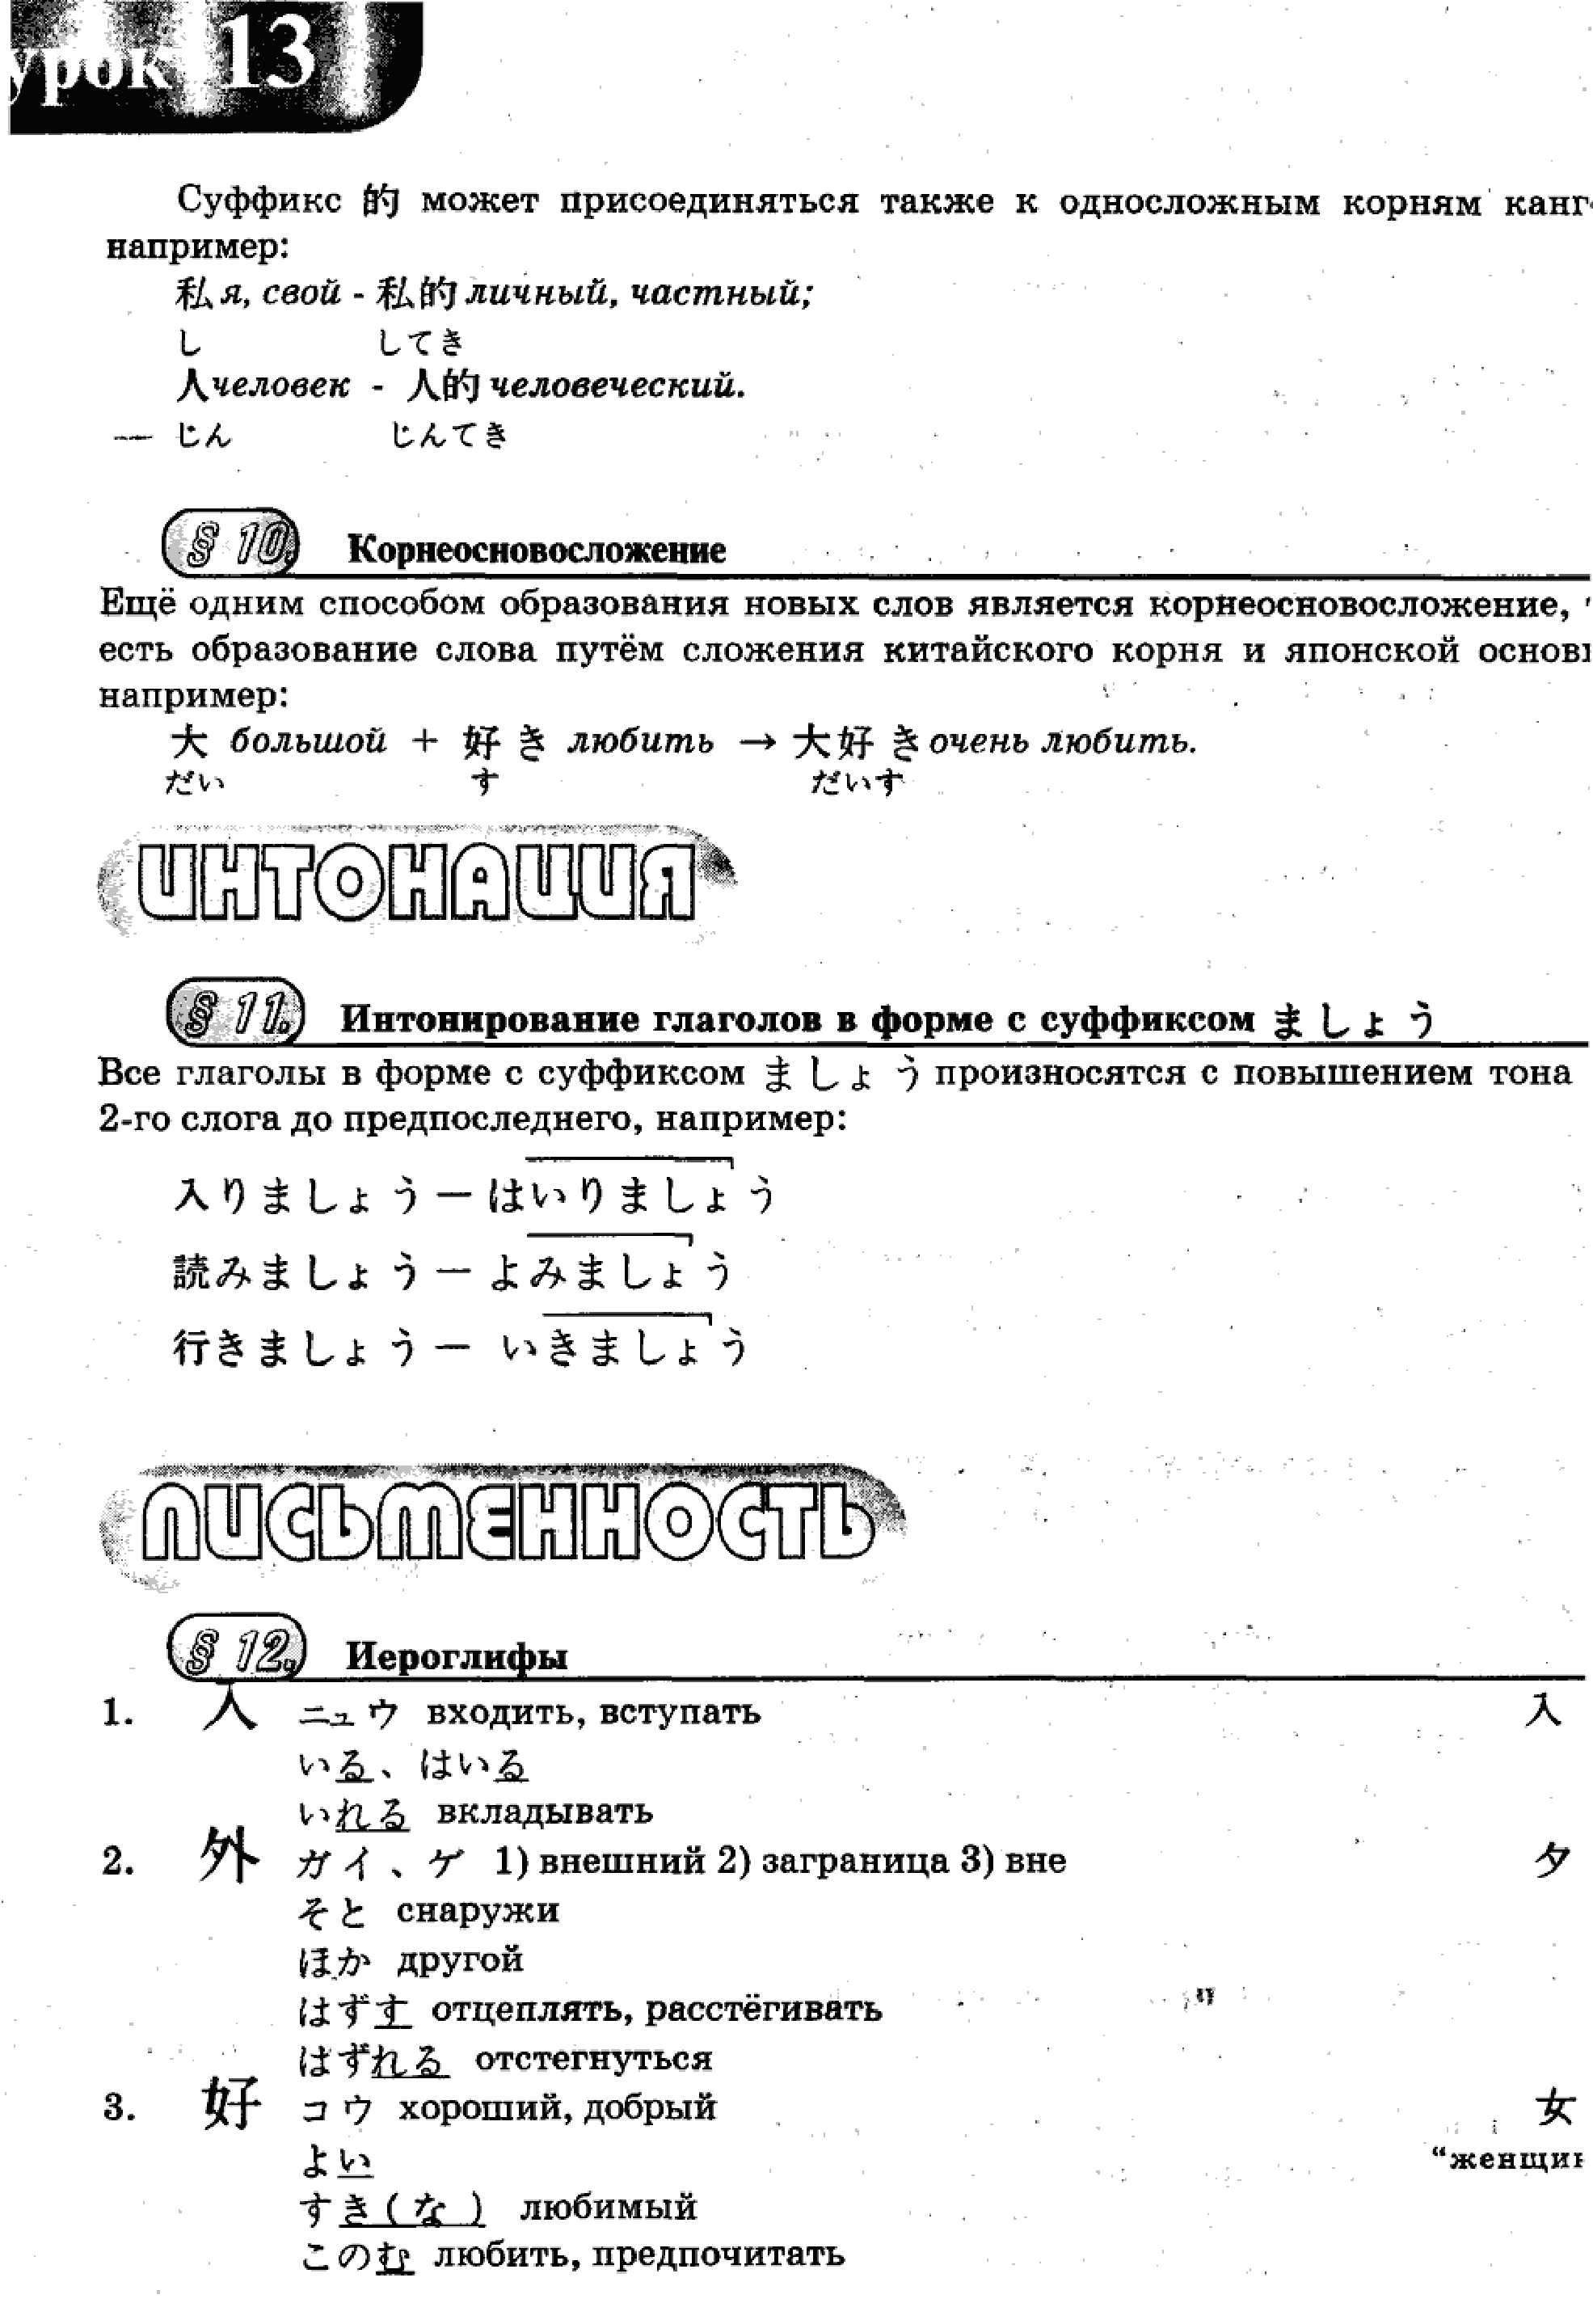 урок 13
Суффикс 的 может присоединяться также к односложным корням канг
например:
私 я, свой - 私的 личный, частный;
し してき
人 человек - 人的 человеческий.
— じん じんてき
§ 10. Корнеосновосложение
Ещё одним способом образования новых слов является корнеосновосложение,
есть образование слова путём сложения китайского корня и японской основ
например:
大 большой + 好き любить → 大好き очень любить.
だい す だいす
ИНТОНАЦИЯ
§ 11. Интонирование глаголов в форме с суффиксом ましょう
Все глаголы в форме с суффиксом ましょう произносятся с повышением тона
2-го слога до предпоследнего, например:
入りましょう — はいりましょう
読みましょう — よみましょう
行きましょう — いきましょう
ПИСЬМЕННОСТЬ
§ 12. Иероглифы
1. 入 ニュウ входить, вступать 入
いる、はいる
いれる вкладывать
2. 外 ガイ、ゲ 1) внешний 2) заграница 3) вне 夕
そと снаружи
ほか другой
はずす отцеплять, расстёгивать
はずれる отстегнуться
3. 好 コウ хороший, добрый 女
よい “женщин
すき(な) любимый
このむ любить, предпочитать